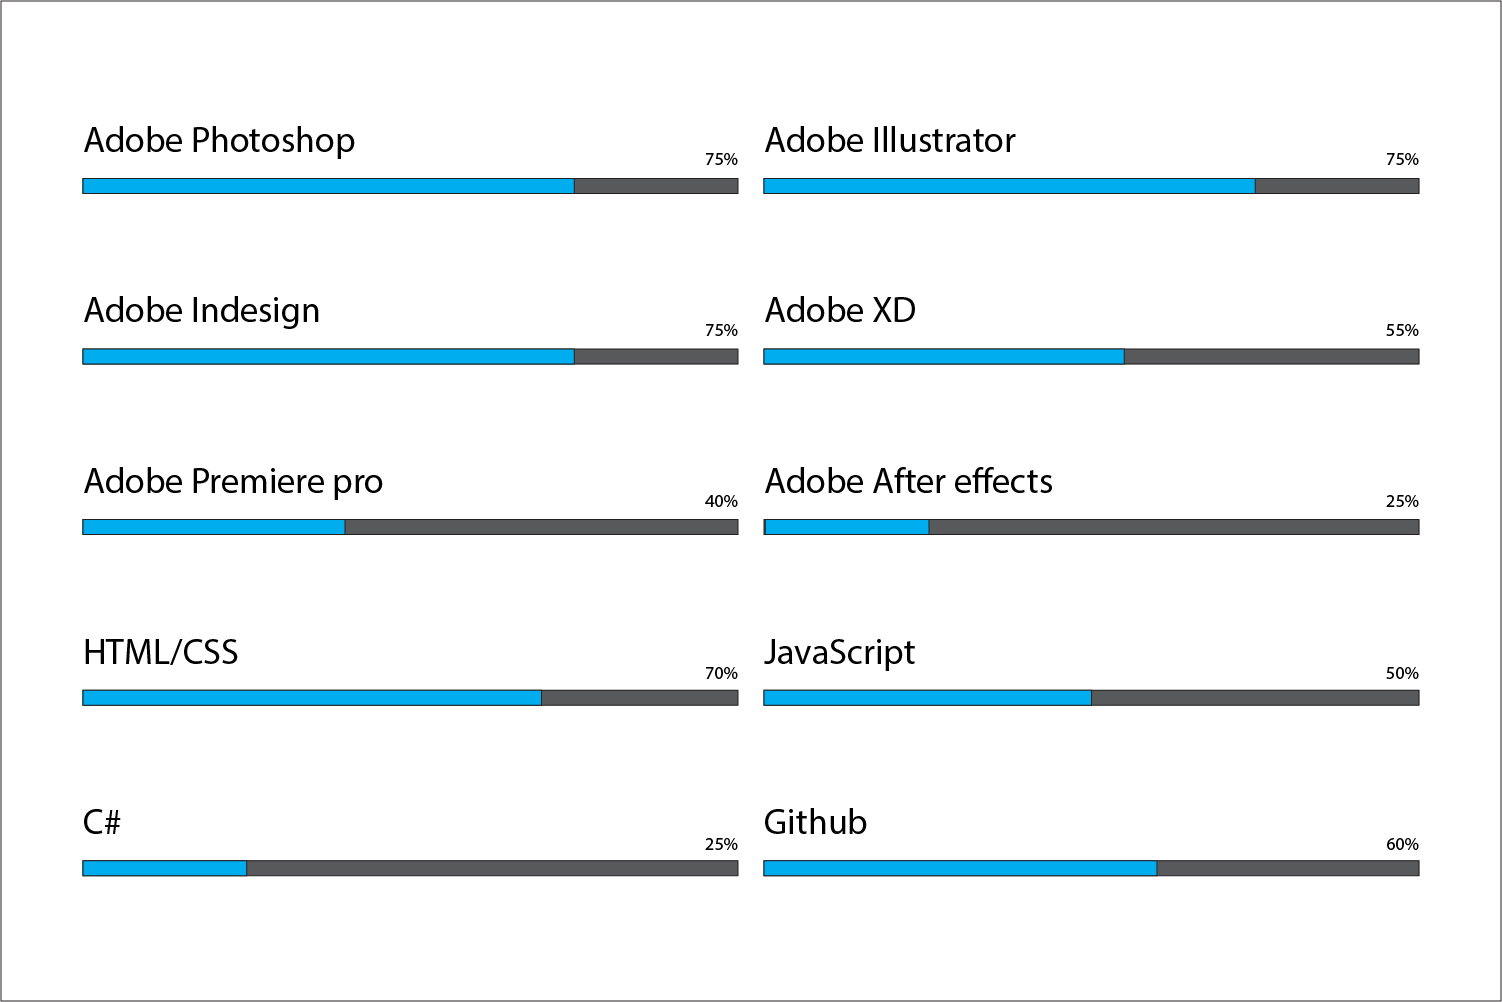 Adobe Photoshop
75%
Adobe Illustrator
75%
Adobe Indesign
75%
Adobe XD
55%
Adobe Premiere pro
40%
Adobe After effects
25%
HTML/CSS
70%
JavaScript
50%
C#
25%
Github
60%